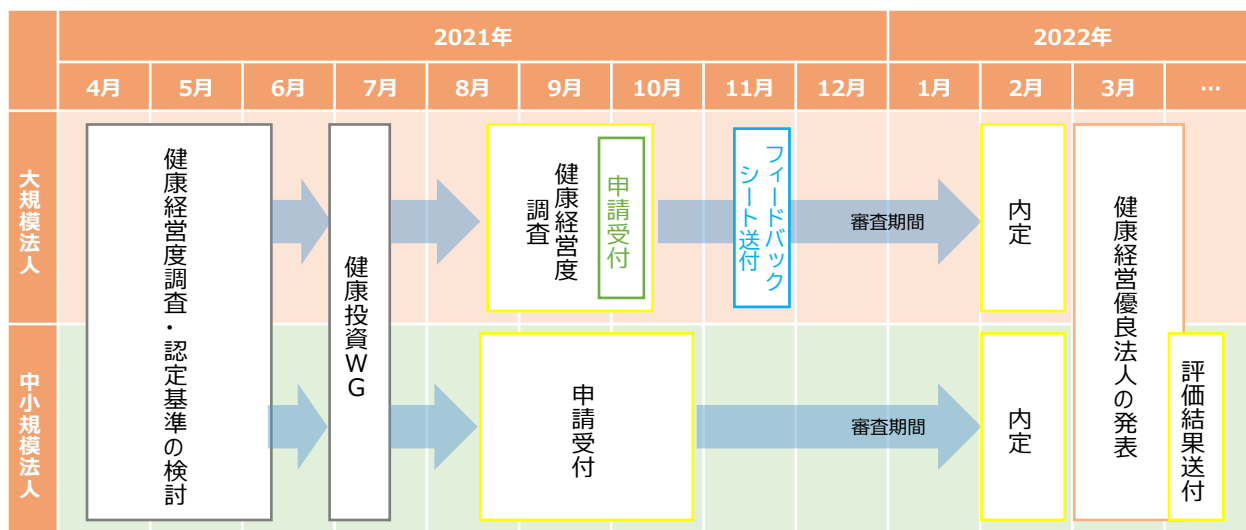 2021年
2022年
4月
5月
6月
7月
8月
9月
10月
11月
12月
1月
2月
3月
…
大規模法人
中小規模法人
健康経営度調査・認定基準の検討
健康投資WG
健康経営度
調査
申請受付
フィードバック
シート送付
審査期間
内定
健康経営優良法人の発表
申請受付
審査期間
内定
評価結果送付